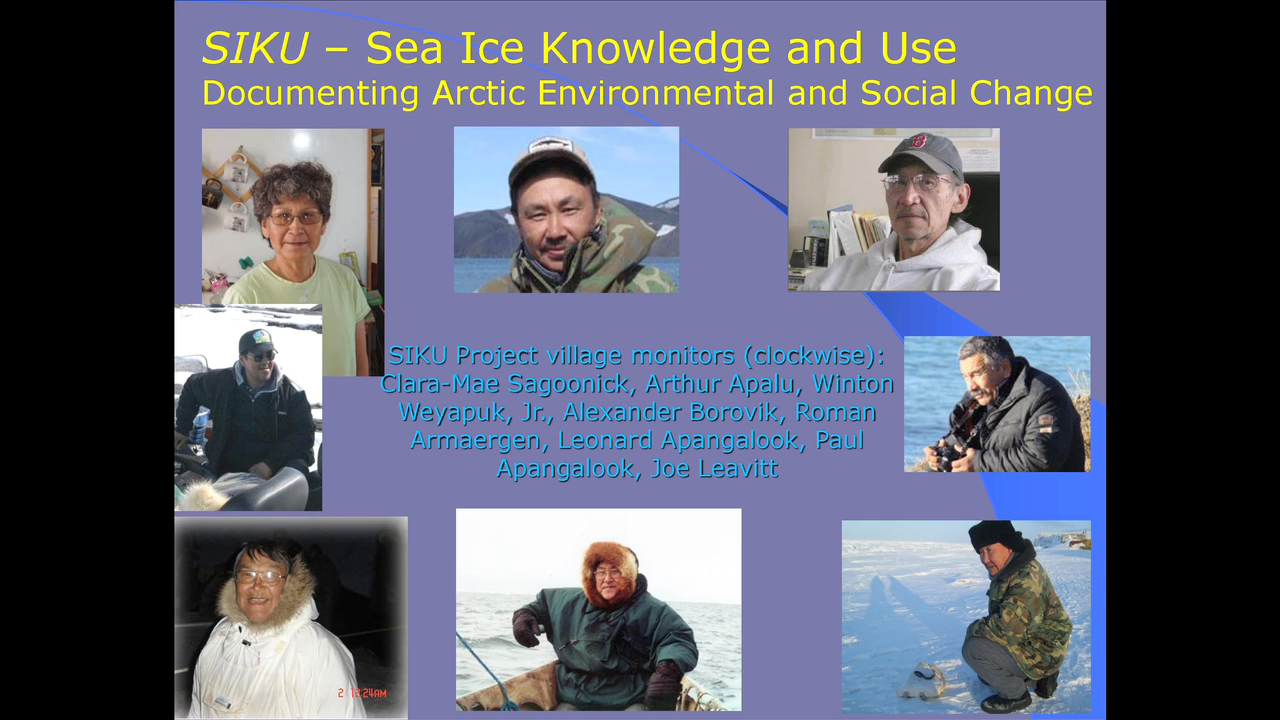 SIKU – Sea Ice Knowledge and Use
Documenting Arctic Environmental and Social Change
SIKU Project village monitors (clockwise):
Clara-Mae Sagoonick, Arthur Apalu, Winton
Weyapuk, Jr., Alexander Borovik, Roman
Armaergen, Leonard Apangalook, Paul
Apangalook, Joe Leavitt